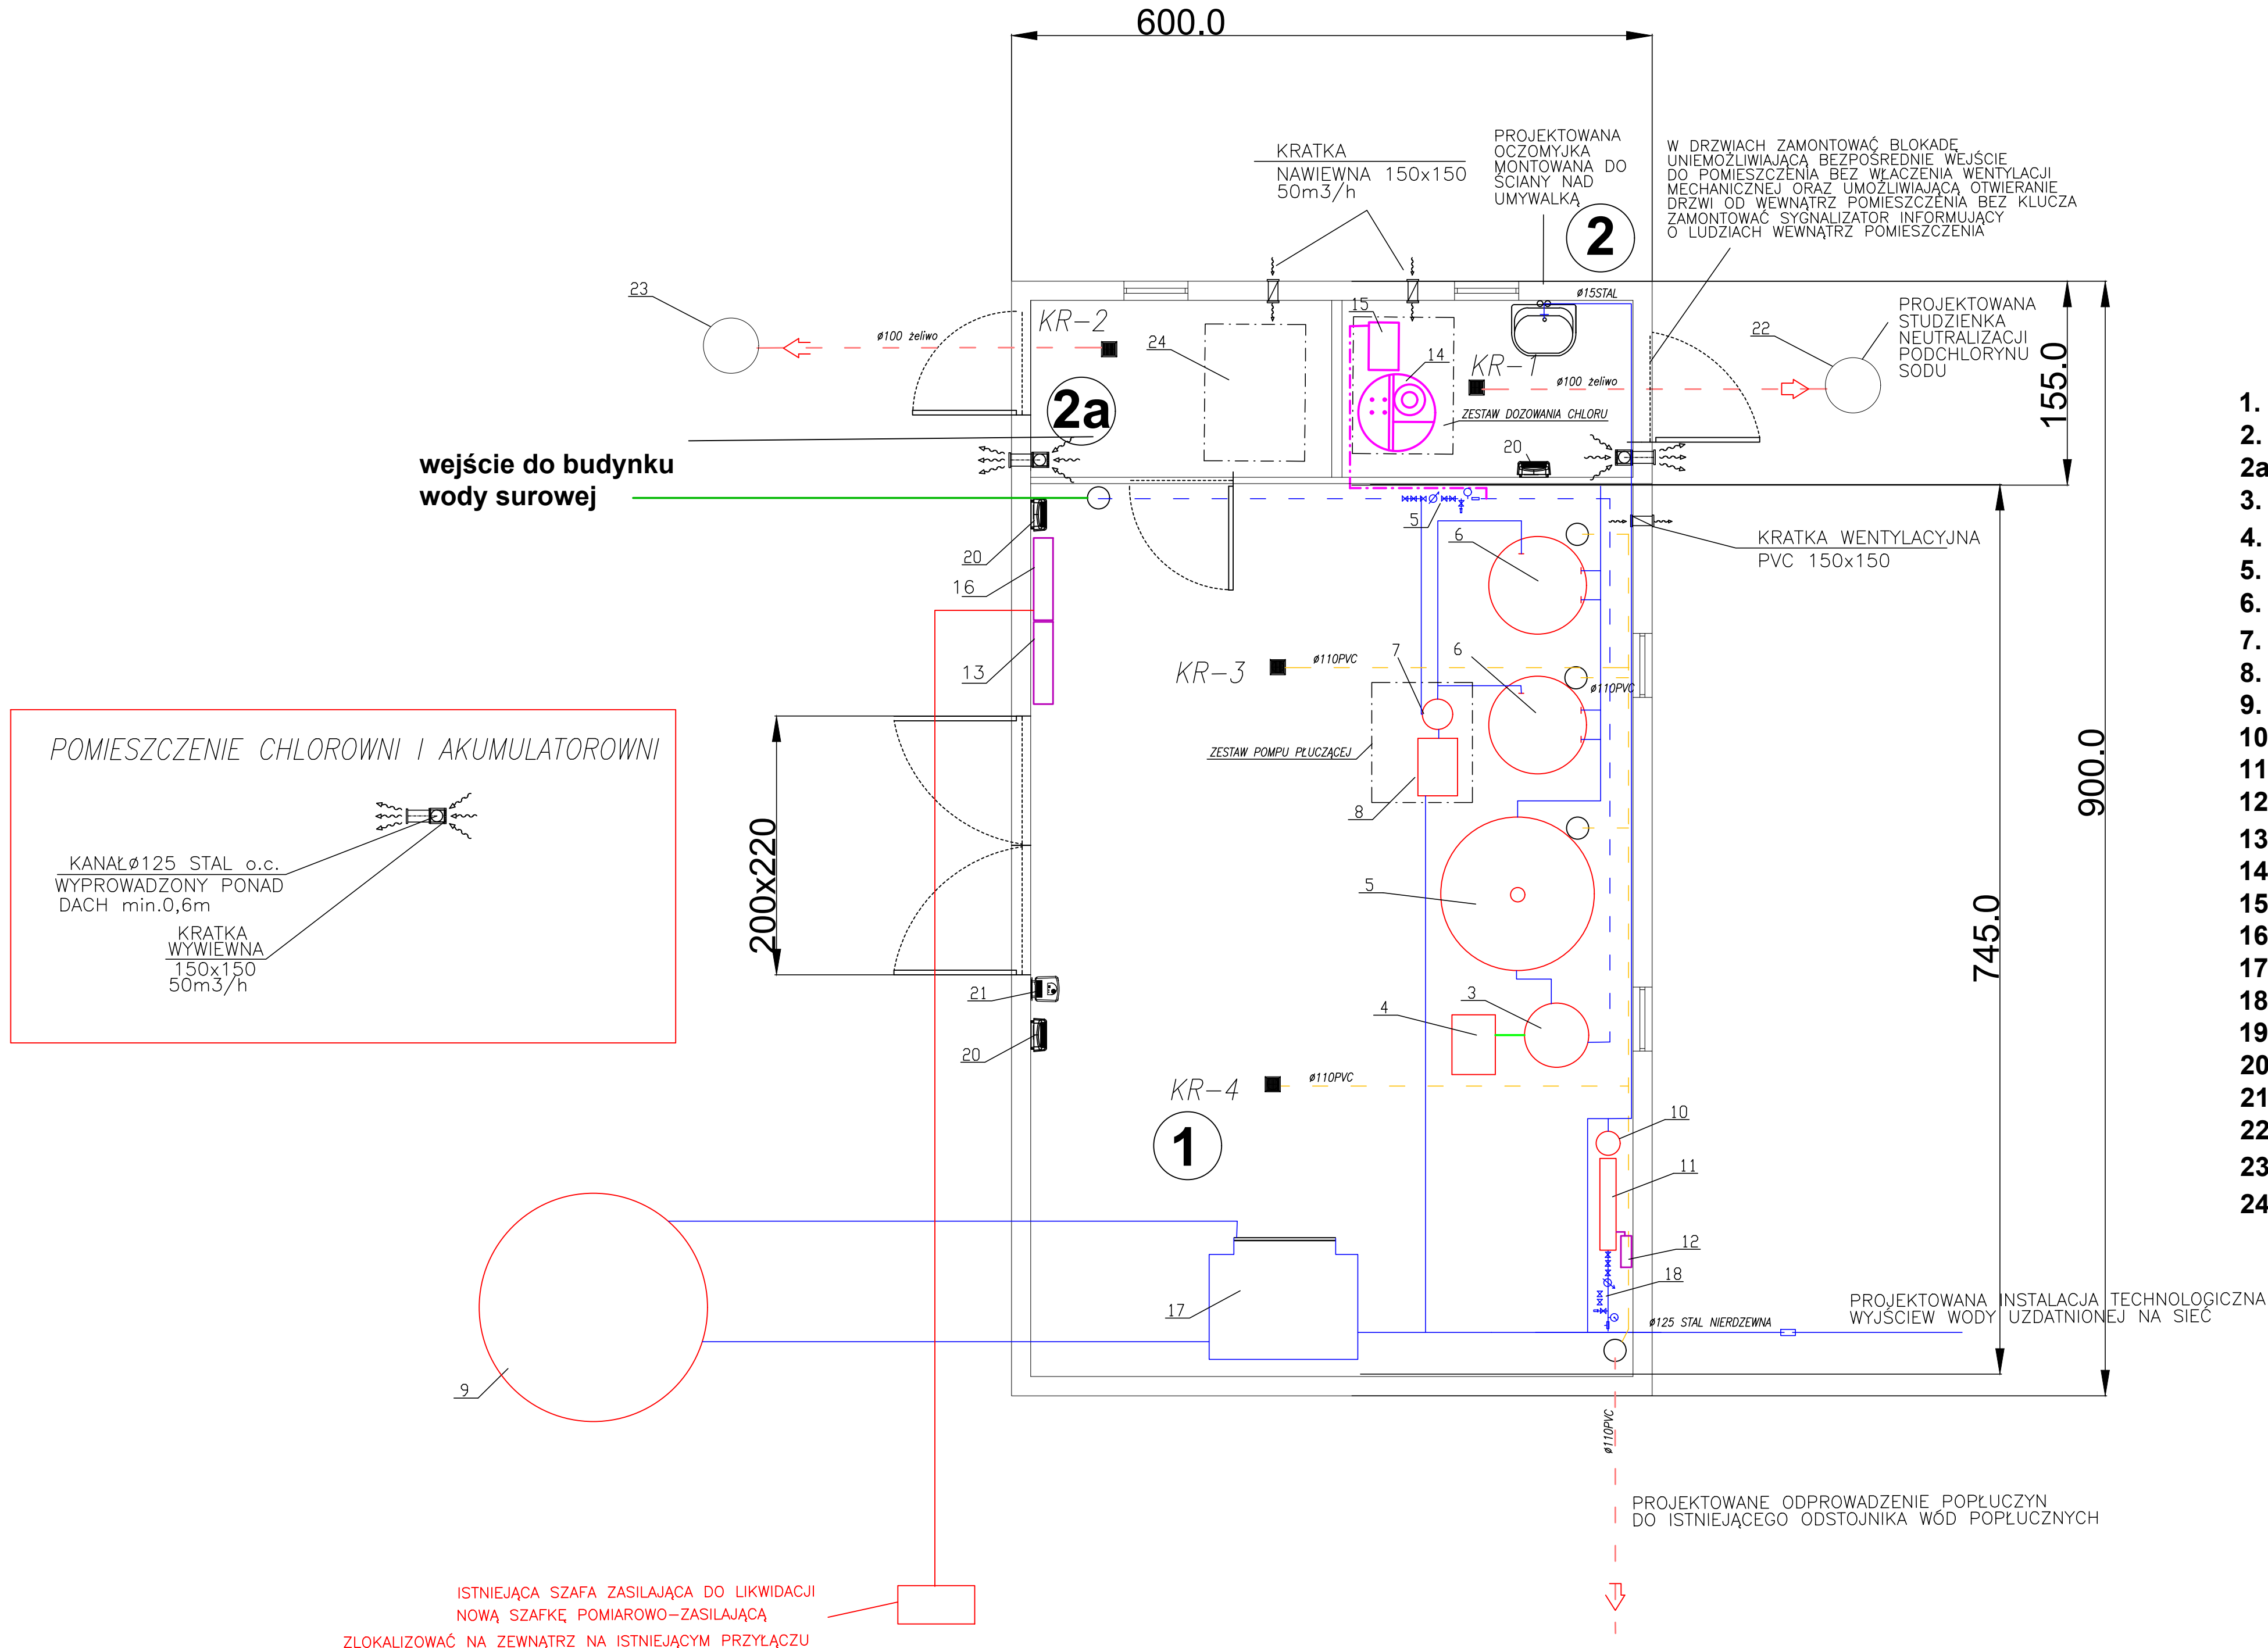 600.0
KRATKA
NAWIEWNA 150x150
50m3/h
PROJEKTOWANA
OCZOMYJKA
MONTOWANA DO
ŚCIANY NAD
UMYWALKĄ
2
W DRZWIACH ZAMONTOWAĆ BLOKADĘ
UNIEMOŻLIWIAJĄCĄ BEZPOŚREDNIE WEJŚCIE
DO POMIESZCZENIA BEZ WŁACZENIA WENTYLACJI
MECHANICZNEJ ORAZ UMOŻLIWIAJĄCĄ OTWIERANIE
DRZWI OD WEWNĄTRZ POMIESZCZENIA BEZ KLUCZA
ZAMONTOWAĆ SYGNALIZATOR INFORMUJĄCY
O LUDZIACH WEWNĄTRZ POMIESZCZENIA
23
ø100 żeliwo
KR-2
24
2a
15
14
ø15STAL
KR-1
ø100 żeliwo
ZESTAW DOZOWANIA CHLORU
20
22
PROJEKTOWANA
STUDZIENKA
NEUTRALIZACJI
PODCHLORYNU
SODU
155.0
wejście do budynku
wody surowej
20
16
13
5
6
KRATKA WENTYLACYJNA
PVC 150x150
KR-3
ø110PVC
7
6
ø110PVC
ZESTAW POMPU PŁUCZĄCEJ
8
900.0
745.0
200x220
POMIESZCZENIE CHLOROWNI I AKUMULATOROWNI
KANAŁø125 STAL o.c.
WYPROWADZONY PONAD
DACH min.0,6m
KRATKA
WYWIEWNA
150x150
50m3/h
5
21
20
4
3
KR-4
ø110PVC
1
10
11
12
18
17
9
ø125 STAL NIERDZEWNA
PROJEKTOWANA INSTALACJA TECHNOLOGICZNA
WYJŚCIEW WODY UZDATNIONEJ NA SIEĆ
ø110PVC
PROJEKTOWANE ODPROWADZENIE POPŁUCZYN
DO ISTNIEJĄCEGO ODSTOJNIKA WÓD POPŁUCZNYCH
ISTNIEJĄCA SZAFA ZASILAJĄCA DO LIKWIDACJI
NOWĄ SZAFKĘ POMIAROWO-ZASILAJĄCĄ
ZLOKALIZOWAĆ NA ZEWNĄTRZ NA ISTNIEJĄCYM PRZYŁĄCZU
1.
2.
2a
3.
4.
5.
6.
7.
8.
9.
10
11
12
13
14
15
16
17
18
19
20
21
22
23
24